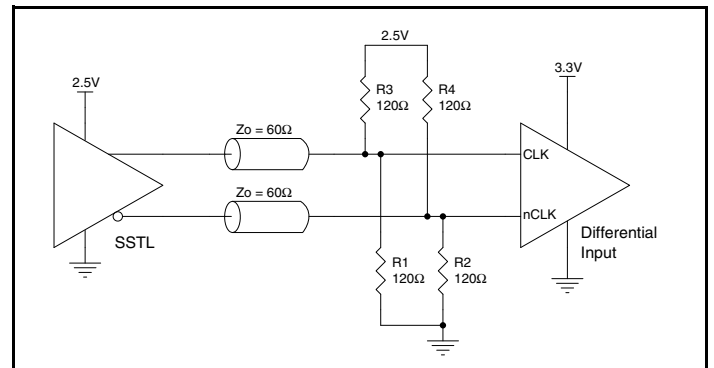 2.5V
3.3V
2.5V
R3
120Ω
R4
120Ω
Zo = 60Ω
CLK
Zo = 60Ω
nCLK
SSTL
Differential
Input
R1
120Ω
R2
120Ω